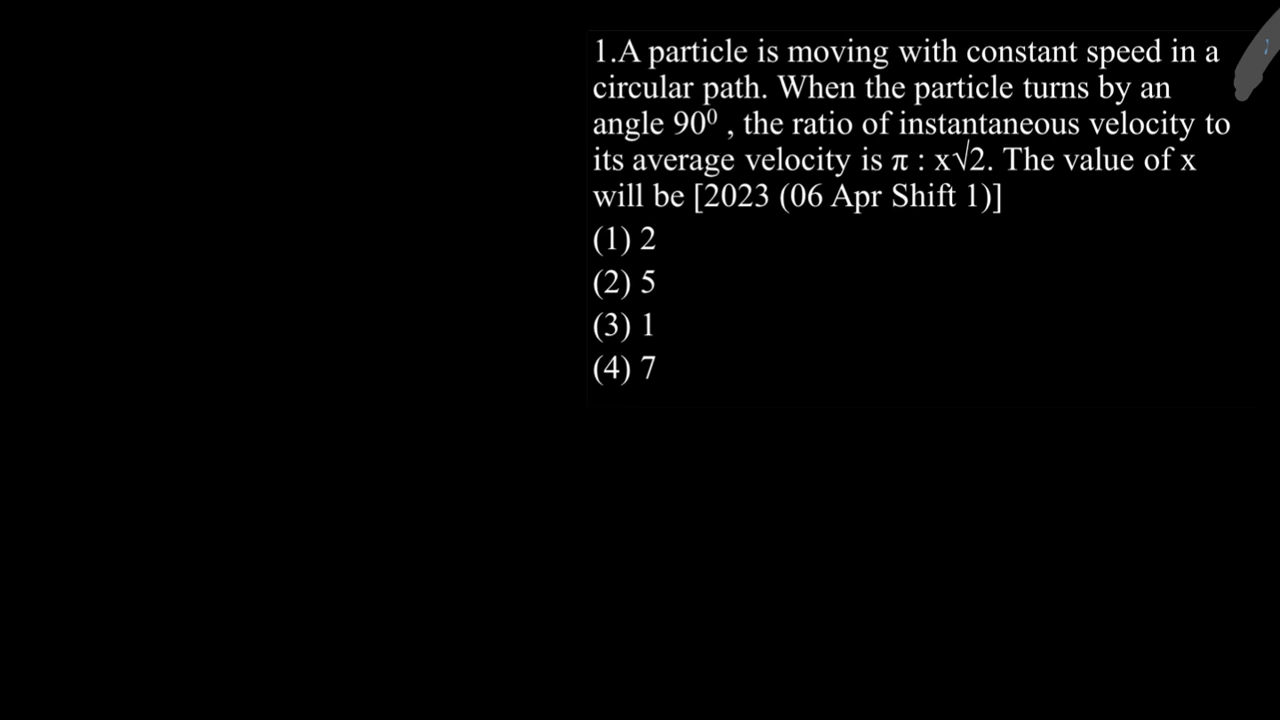 1.A particle is moving with constant speed in a
circular path. When the particle turns by an
angle 90⁰ , the ratio of instantaneous velocity to
its average velocity is π : x√2. The value of x
will be [2023 (06 Apr Shift 1)]
(1) 2
(2) 5
(3) 1
(4) 7